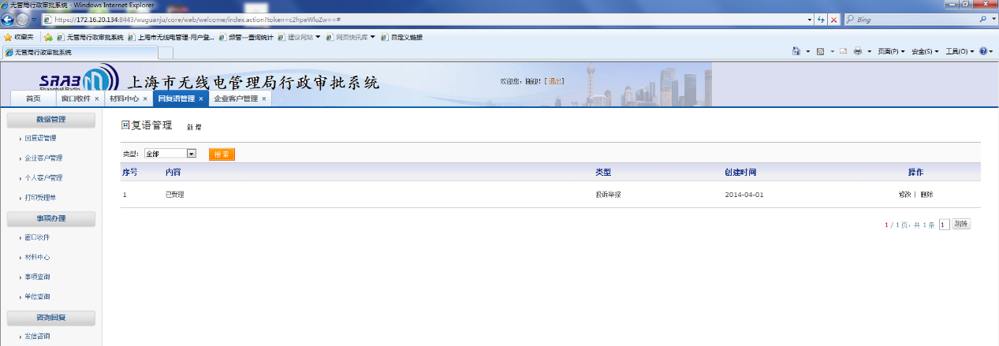 无管局行政审批系统 - Windows Internet Explorer
https://172.16.20.134:8443/wuguanju/core/web/welcome/index.action?token=c2hpeWluZw==#
Bing
收藏夹 无管局行政审批系统 上海市无线电管理-用户登... 频管—查询统计 建议网站 网页快讯库 自定义链接
无管局行政审批系统
页面(P) 安全(S) 工具(O)
SRAB
Shanghai Radio
上海市无线电管理局行政审批系统
欢迎您, 施迎! [退出]
首页 窗口收件 × 材料中心 × 回复语管理 × 企业客户管理 ×
数据管理
回复语管理
企业客户管理
个人客户管理
打印受理单
事项办理
窗口收件
材料中心
事项查询
单位查询
咨询回复
发信咨询
回复语管理 新增
类型: 全部 搜索
序号 内容 类型 创建时间 操作
1 已受理 投诉举报 2014-04-01 修改 | 删除
1 / 1 页, 共 1 条 1 跳转